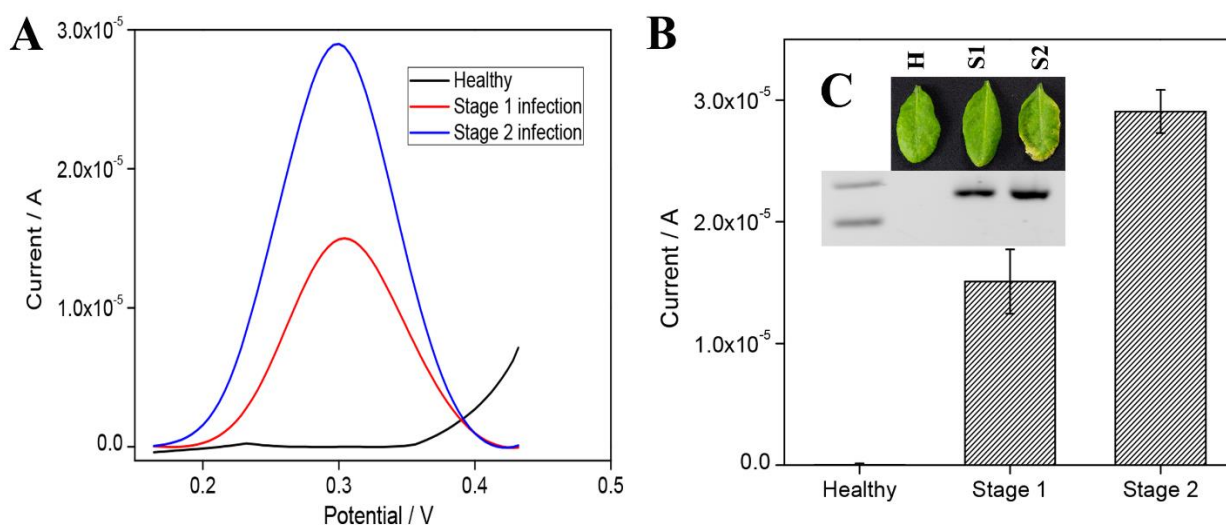 A
3.0x10⁻⁵
2.0x10⁻⁵
1.0x10⁻⁵
0.0
Current / A
Healthy
Stage 1 infection
Stage 2 infection
0.2 0.3 0.4 0.5
Potential / V
B
3.0x10⁻⁵
2.0x10⁻⁵
1.0x10⁻⁵
0.0
Current / A
C
H S1 S2
Healthy Stage 1 Stage 2